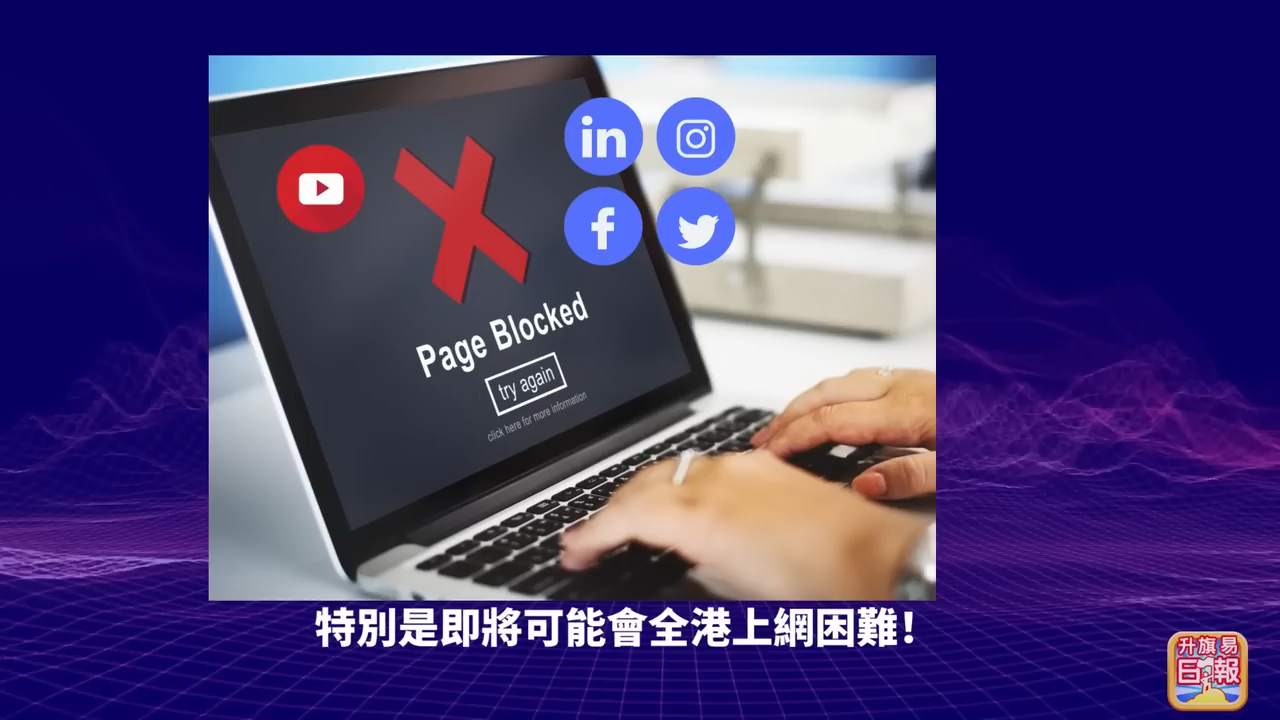 in
f
Page Blocked
try again
click here for more information
特別是即將可能會全港上網困難!
升旗易
日報